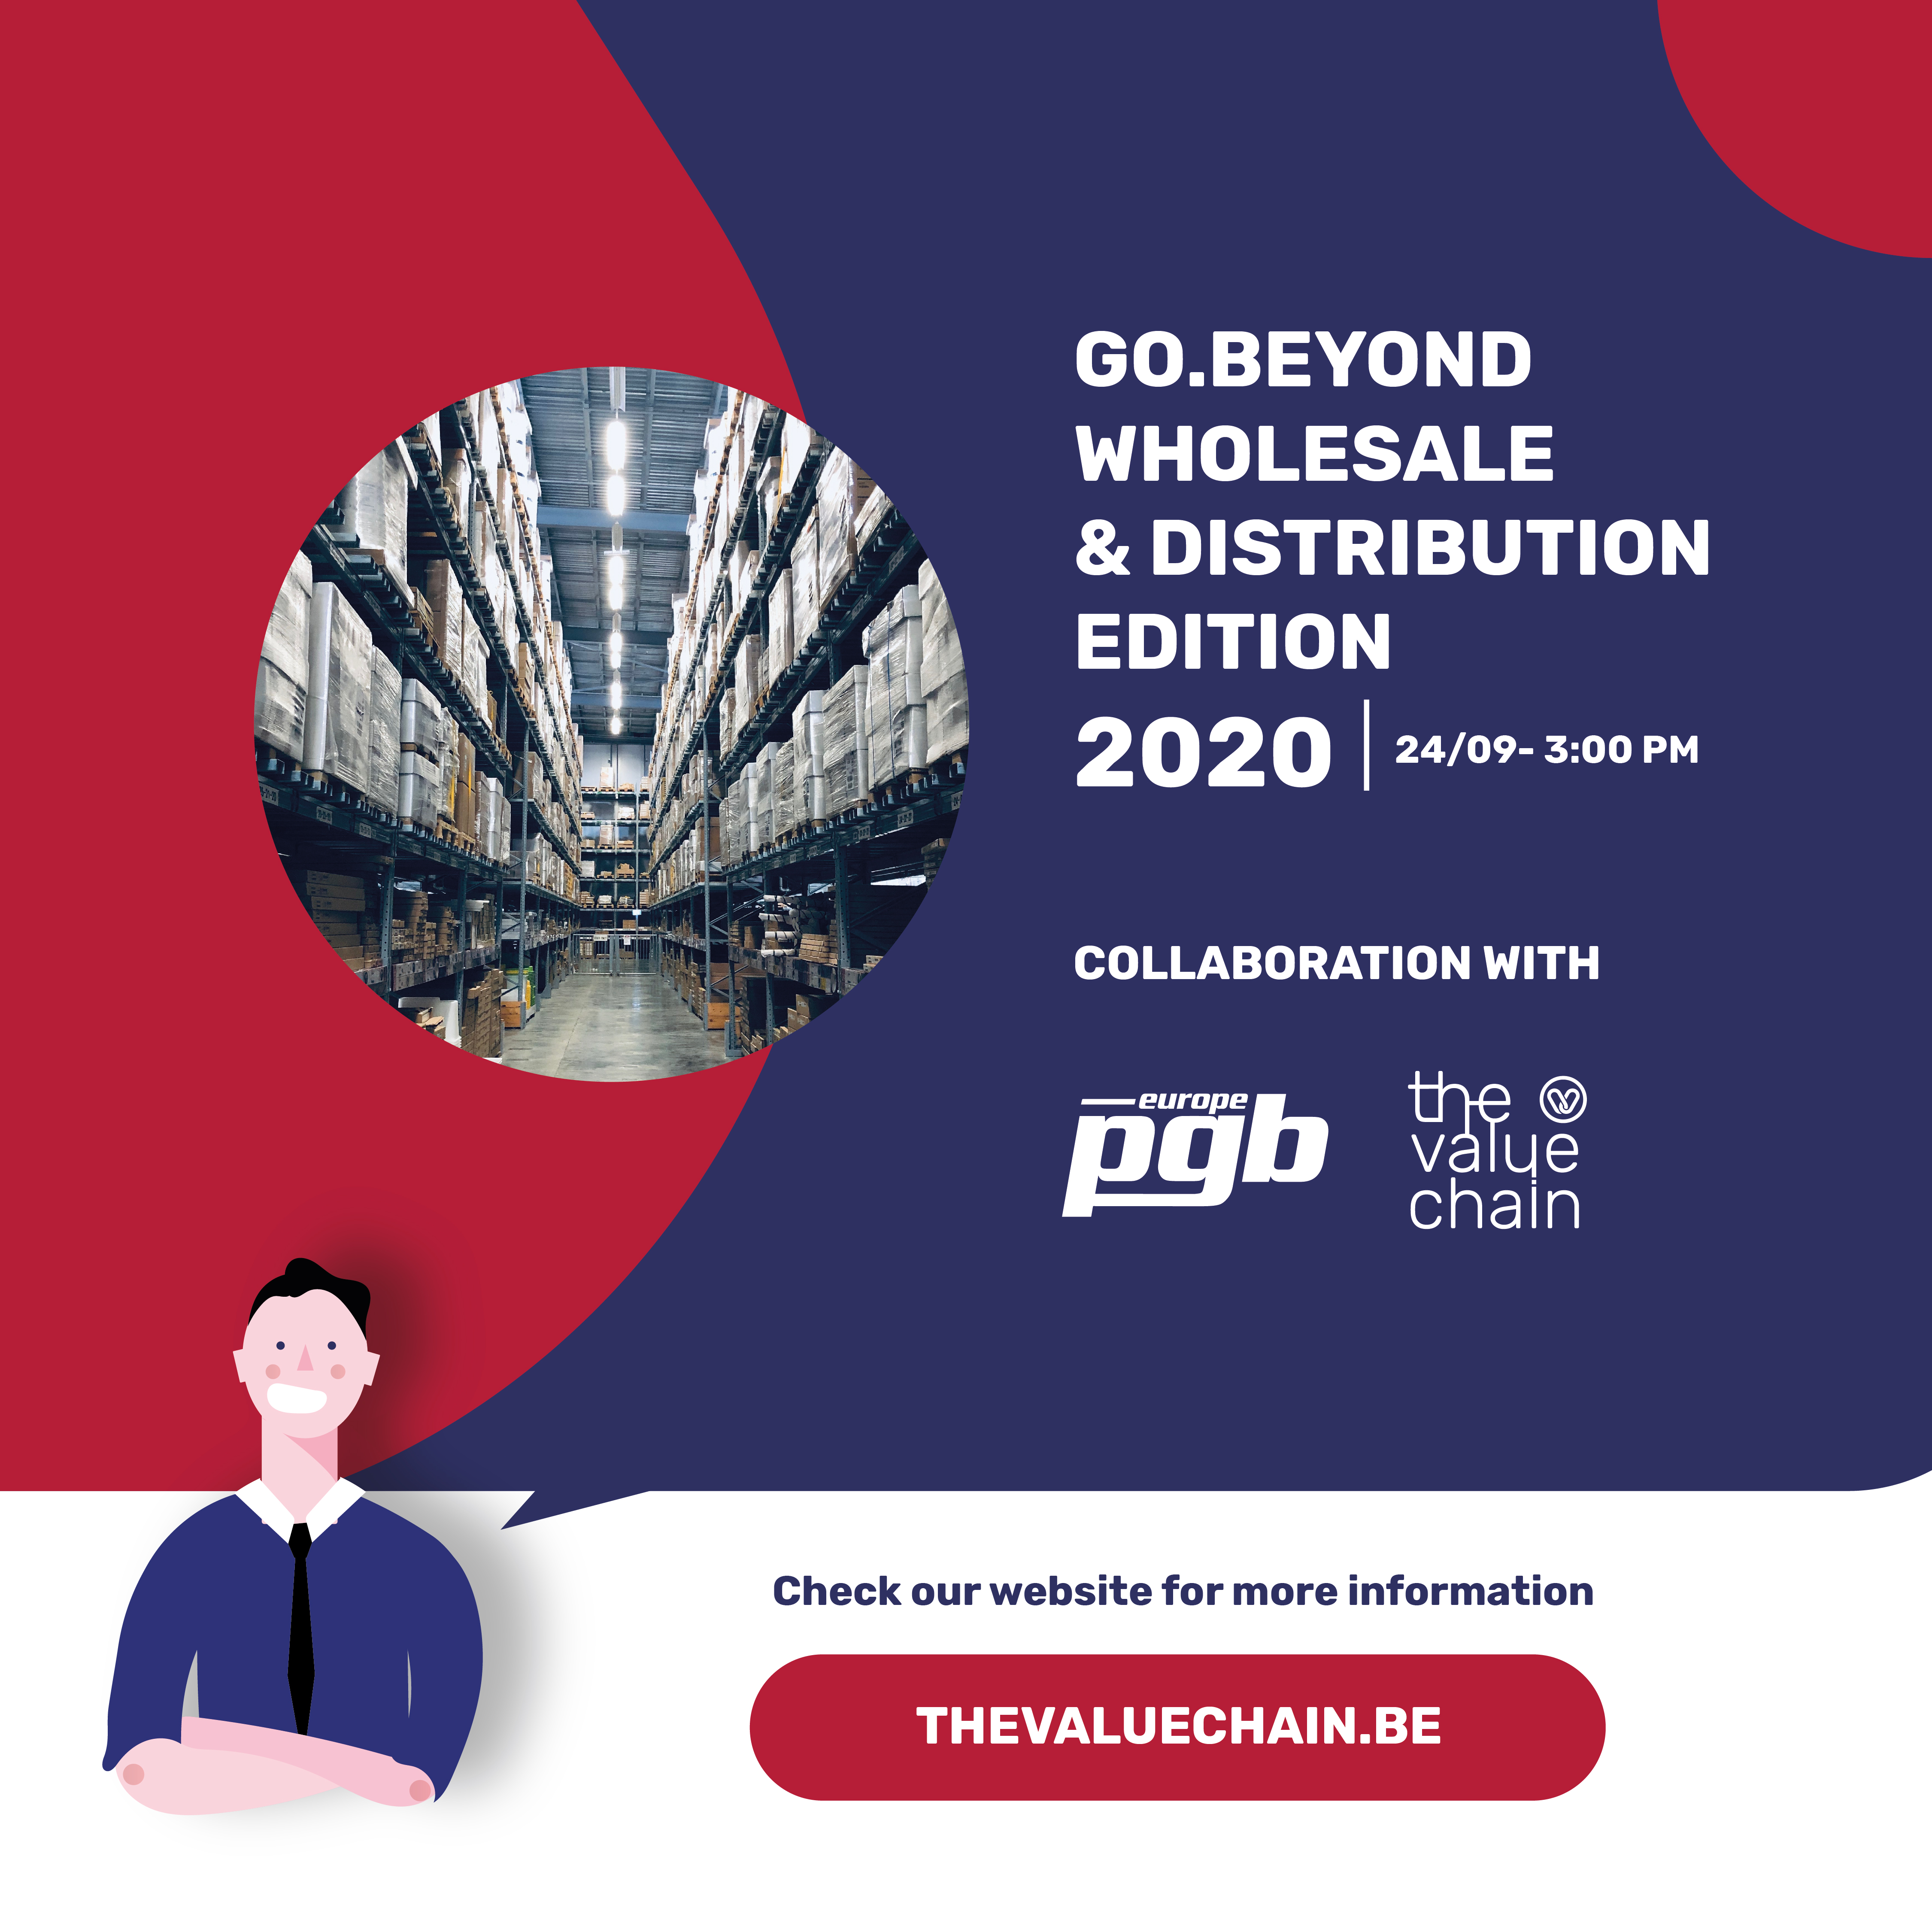 GO.BEYOND
WHOLESALE
& DISTRIBUTION
EDITION
2020 | 24/09- 3:00 PM
COLLABORATION WITH
europe
pgb
the
value
chain
Check our website for more information
THEVALUECHAIN.BE